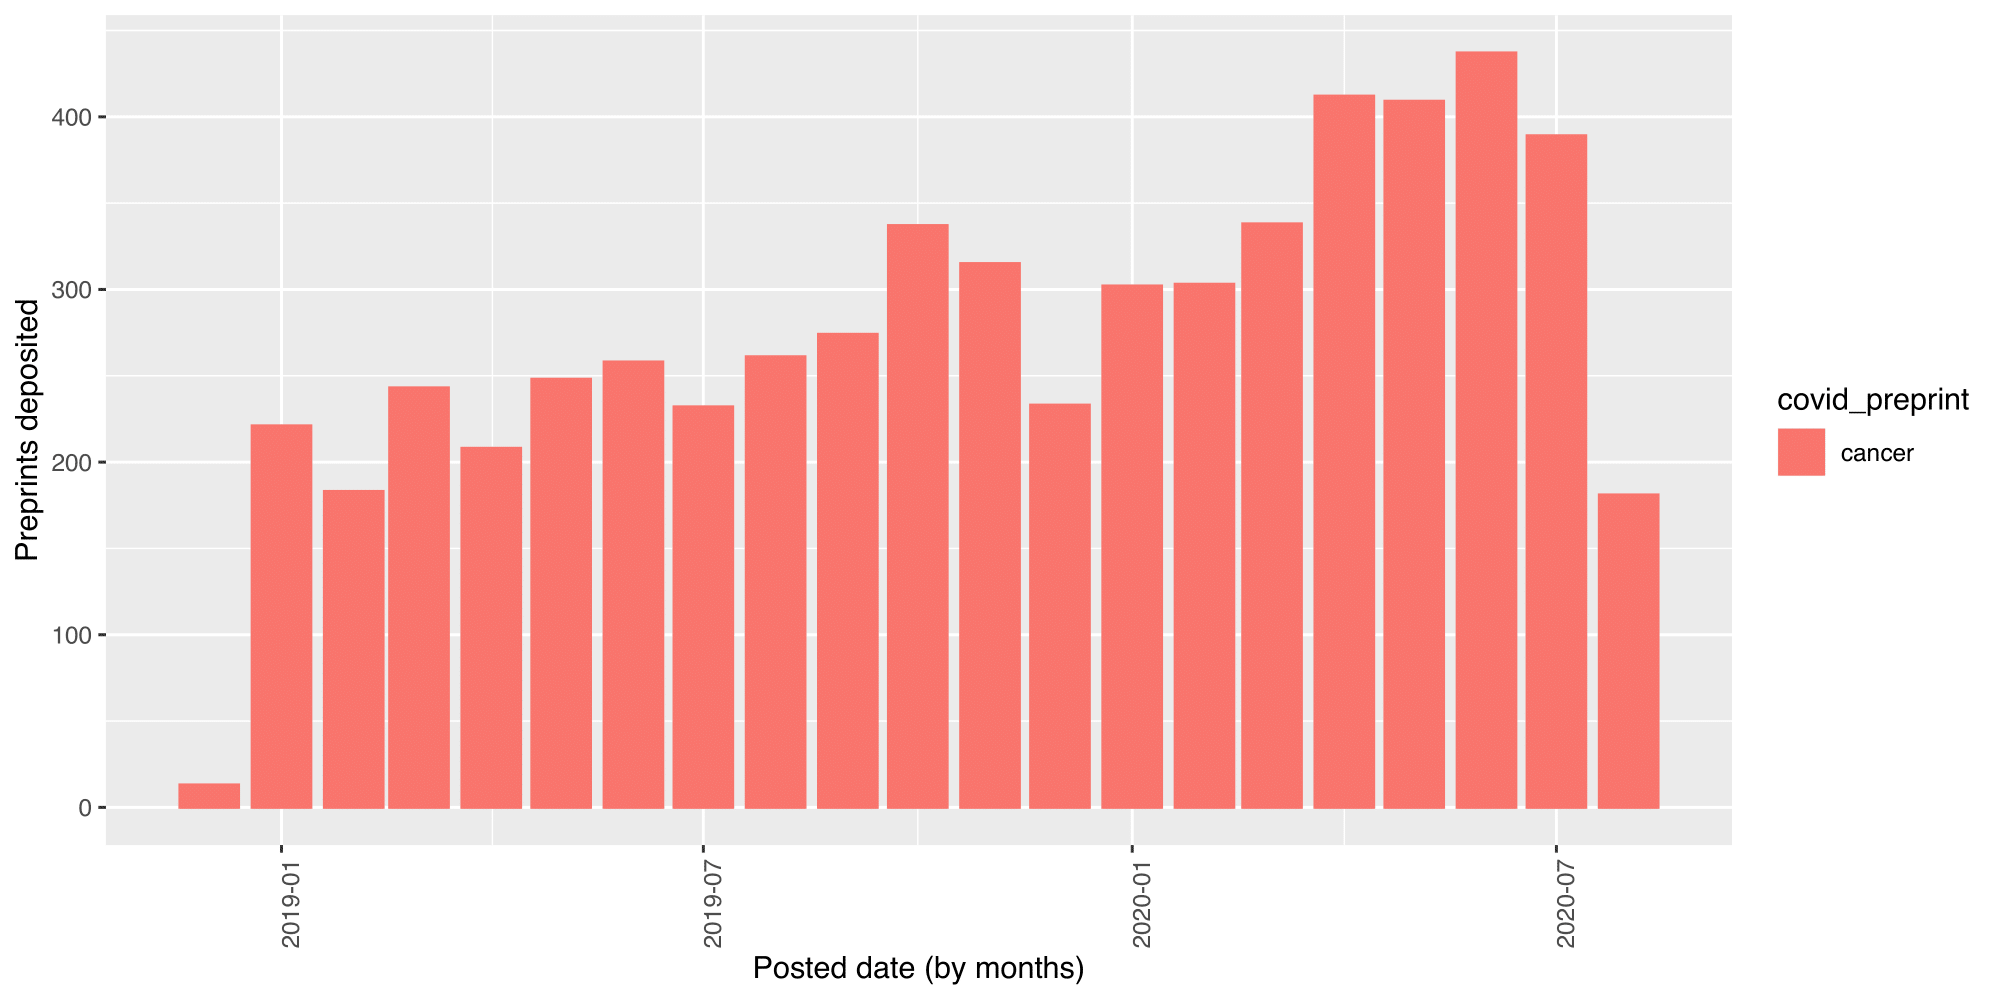 Preprints deposited
400
300
200
100
0
2019-01
2019-07
2020-01
2020-07
Posted date (by months)
covid_preprint
cancer